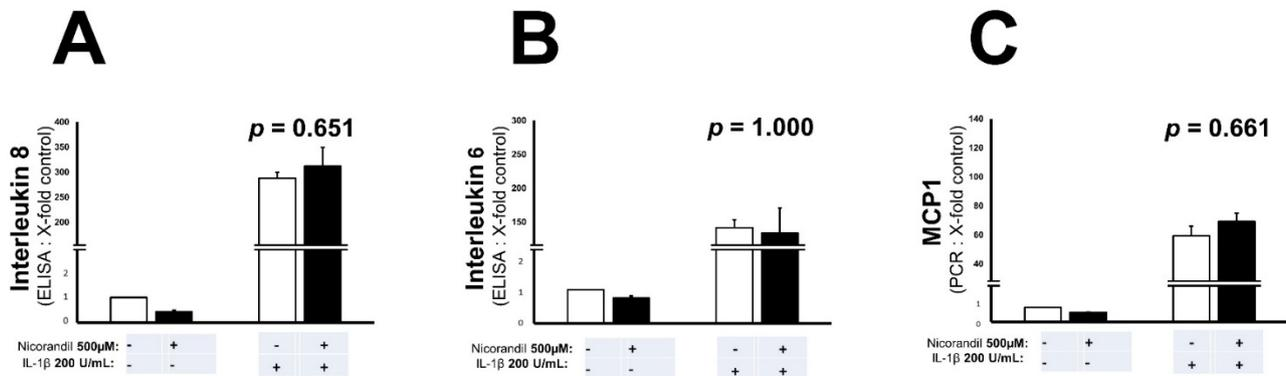 A
B
C
Interleukin 8
(ELISA : X-fold control)
400
350
300
250
200
2
1
0
p = 0.651
Nicorandil 500µM: - + - +
IL-1β 200 U/mL: - - + +
Interleukin 6
(ELISA : X-fold control)
300
250
200
150
2
1
0
p = 1.000
Nicorandil 500µM: - + - +
IL-1β 200 U/mL: - - + +
MCP1
(PCR : X-fold control)
140
120
100
80
60
40
1
0
p = 0.661
Nicorandil 500µM: - + - +
IL-1β 200 U/mL: - - + +